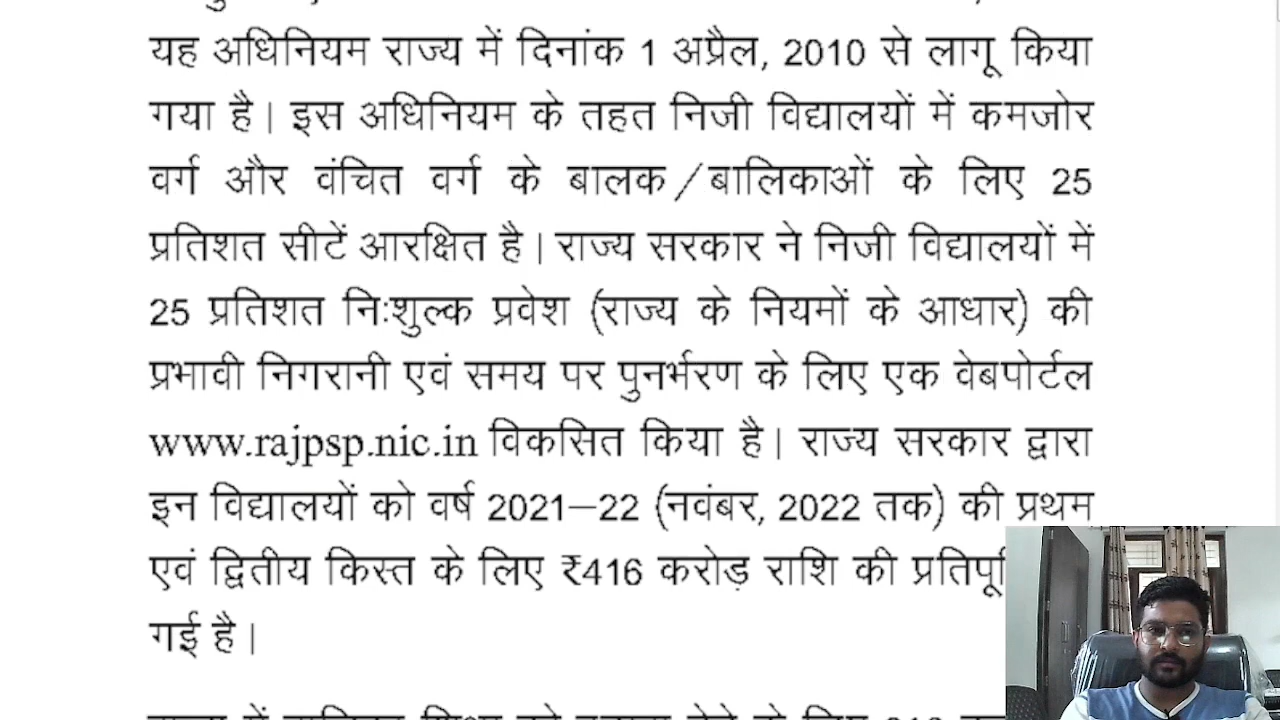 यह अधिनियम राज्य में दिनांक 1 अप्रैल, 2010 से लागू किया
गया है। इस अधिनियम के तहत निजी विद्यालयों में कमजोर
वर्ग और वंचित वर्ग के बालक/बालिकाओं के लिए 25
प्रतिशत सीटें आरक्षित है। राज्य सरकार ने निजी विद्यालयों में
25 प्रतिशत निःशुल्क प्रवेश (राज्य के नियमों के आधार) की
प्रभावी निगरानी एवं समय पर पुनर्भरण के लिए एक वेबपोर्टल
www.rajpsp.nic.in विकसित किया है। राज्य सरकार द्वारा
इन विद्यालयों को वर्ष 2021–22 (नवंबर, 2022 तक) की प्रथम
एवं द्वितीय किस्त के लिए ₹416 करोड़ राशि की
गई है।